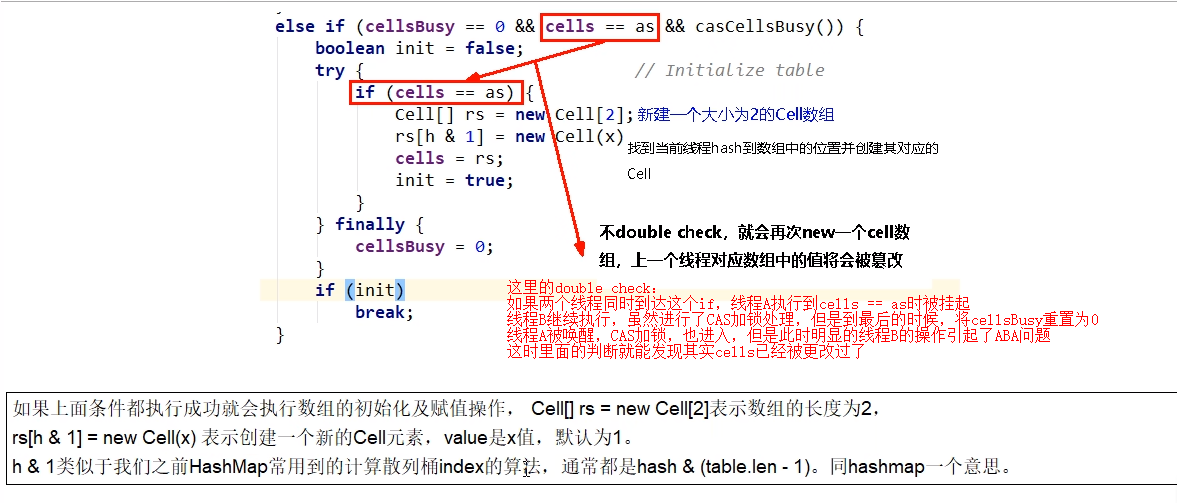 else if (cellsBusy == 0 && cells == as && casCellsBusy()) {
boolean init = false;
try { // Initialize table
if (cells == as) {
Cell[] rs = new Cell[2]; 新建一个大小为2的Cell数组
rs[h & 1] = new Cell(x)
找到当前线程hash到数组中的位置并创建其对应的
Cell
cells = rs;
init = true;
}
} finally {
cellsBusy = 0;
}
if (init)
break;
}
不double check，就会再次new一个cell数
组，上一个线程对应数组中的值将会被篡改
这里的double check：
如果两个线程同时到达这个if，线程A执行到cells == as时被挂起
线程B继续执行，虽然进行了CAS加锁处理，但是到最后的时候，将cellsBusy重置为0
线程A被唤醒，CAS加锁，也进入，但是此时明显的线程B的操作引起了ABA问题
这时里面的判断就能发现其实cells已经被更改过了
如果上面条件都执行成功就会执行数组的初始化及赋值操作， Cell[] rs = new Cell[2]表示数组的长度为2，
rs[h & 1] = new Cell(x) 表示创建一个新的Cell元素，value是x值，默认为1。
h & 1类似于我们之前HashMap常用到的计算散列桶index的算法，通常都是hash & (table.len - 1)。同hashmap一个意思。